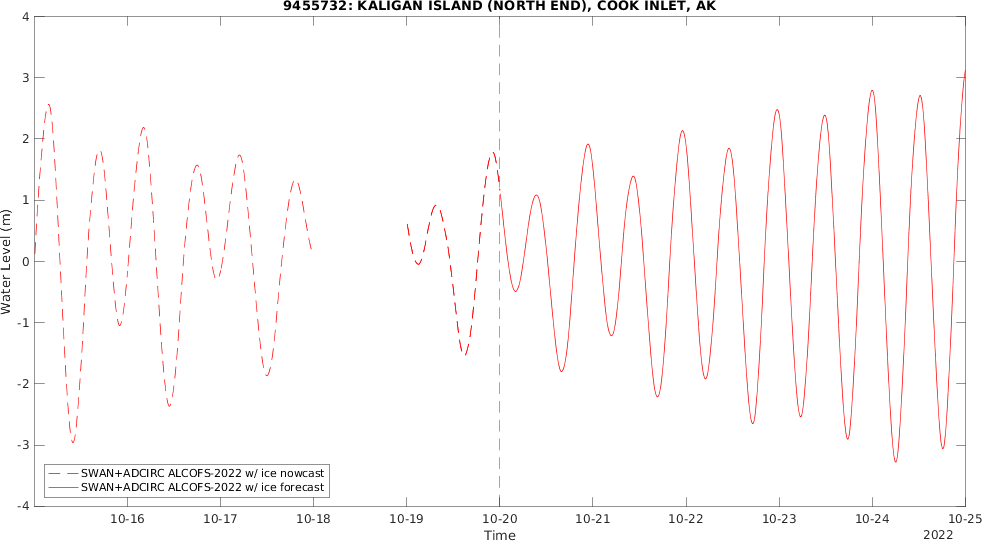 9455732: KALIGAN ISLAND (NORTH END), COOK INLET, AK
4
3
2
1
0
-1
-2
-3
-4
Water Level (m)
SWAN+ADCIRC ALCOFS-2022 w/ ice nowcast
SWAN+ADCIRC ALCOFS-2022 w/ ice forecast
10-16 10-17 10-18 10-19 10-20 10-21 10-22 10-23 10-24 10-25
Time
2022